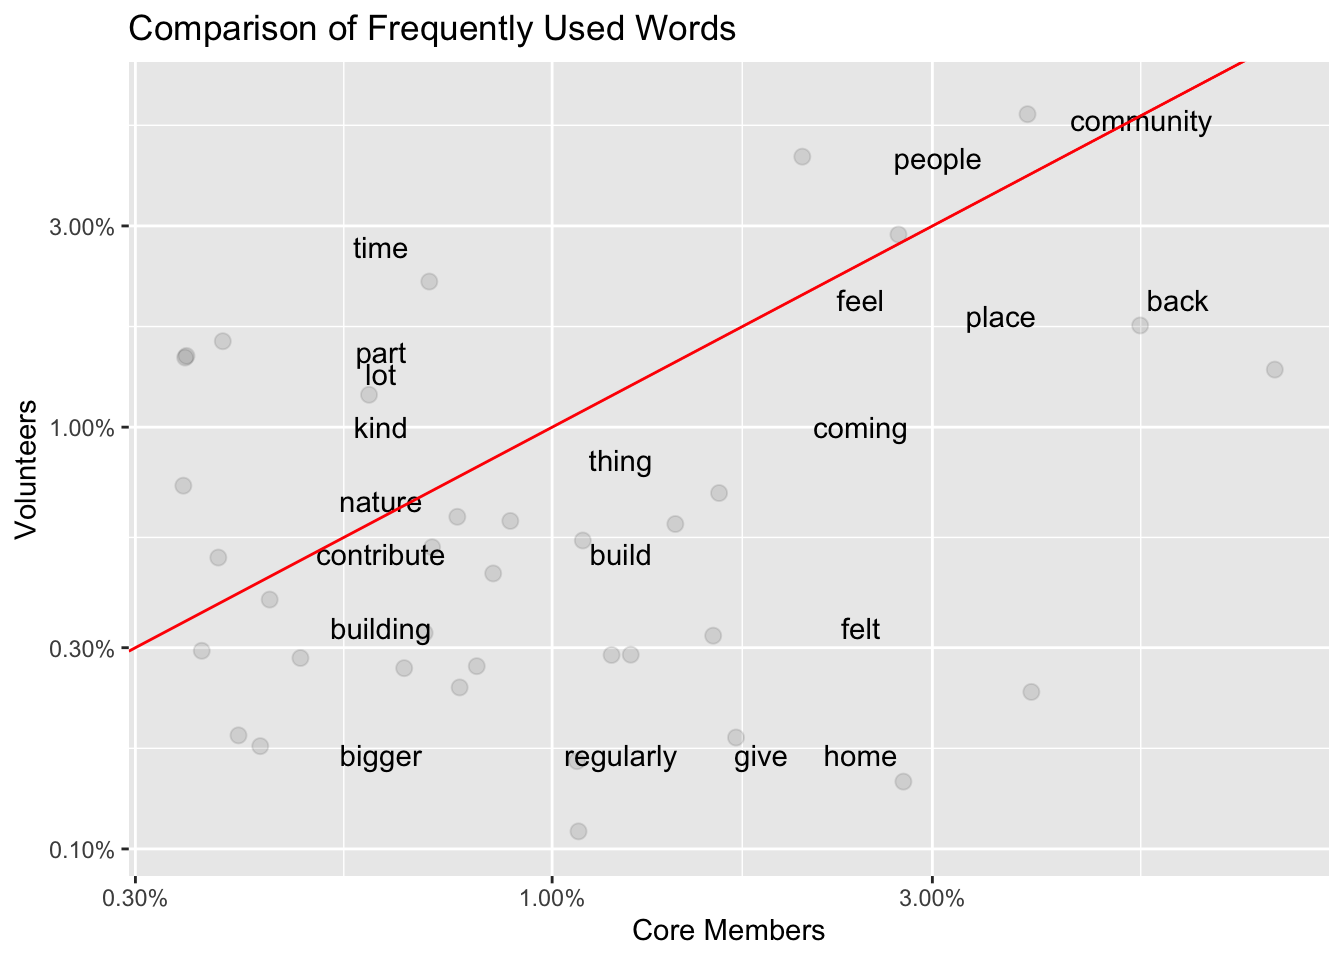 Comparison of Frequently Used Words
community
people
3.00%
time
feel
back
place
part
lot
1.00%
kind
coming
thing
nature
contribute
build
building
felt
0.30%
bigger
regularly
give
home
0.10%
0.30%
1.00%
3.00%
Core Members
Volunteers